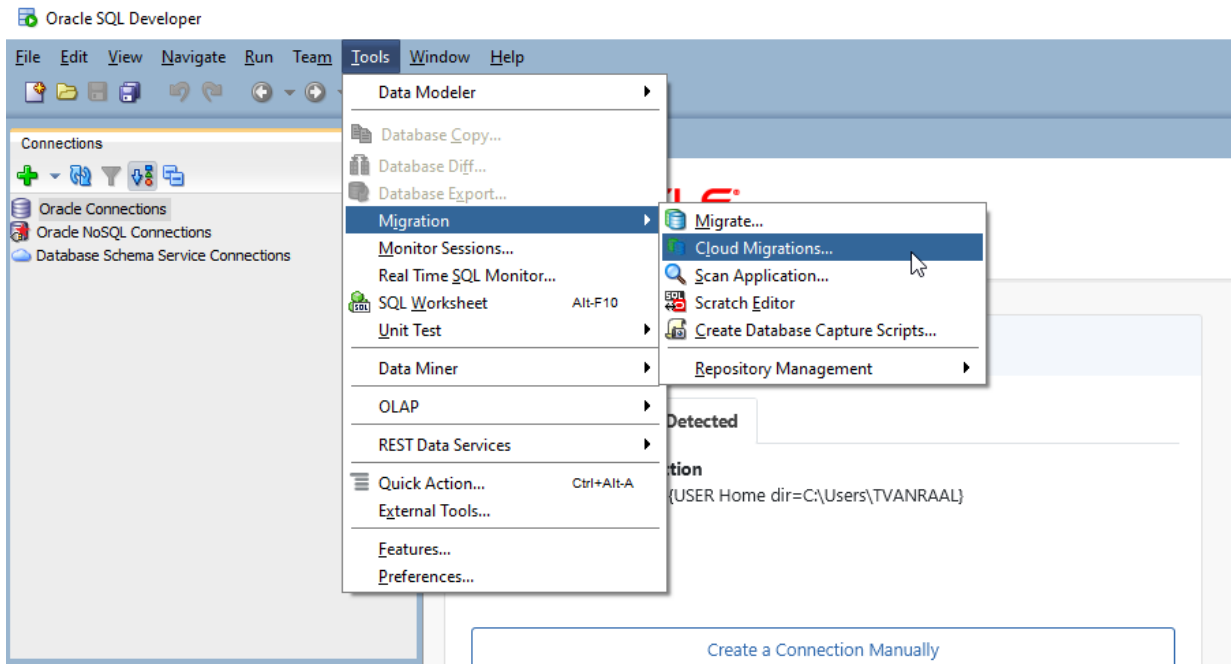 Oracle SQL Developer
File Edit View Navigate Run Team Tools Window Help
Connections
Oracle Connections
Oracle NoSQL Connections
Database Schema Service Connections
Data Modeler
Database Copy...
Database Diff...
Database Export...
Migration
Monitor Sessions...
Real Time SQL Monitor...
SQL Worksheet Alt-F10
Unit Test
Data Miner
OLAP
REST Data Services
Quick Action... Ctrl+Alt-A
External Tools...
Features...
Preferences...
Migrate...
Cloud Migrations...
Scan Application...
Scratch Editor
Create Database Capture Scripts...
Repository Management
Detected
tion
{USER Home dir=C:\Users\TVANRAAL}
Create a Connection Manually